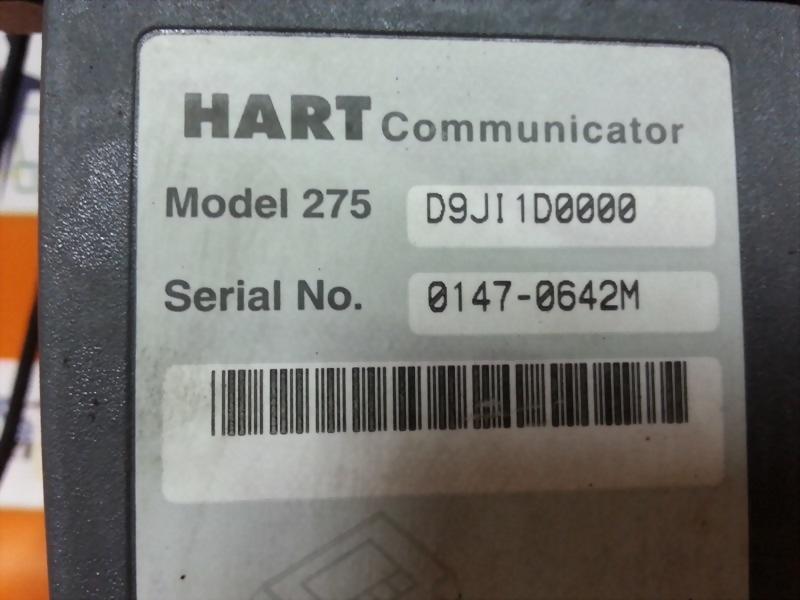 HART Communicator
Model 275 D9JI1D0000
Serial No. 0147-0642M